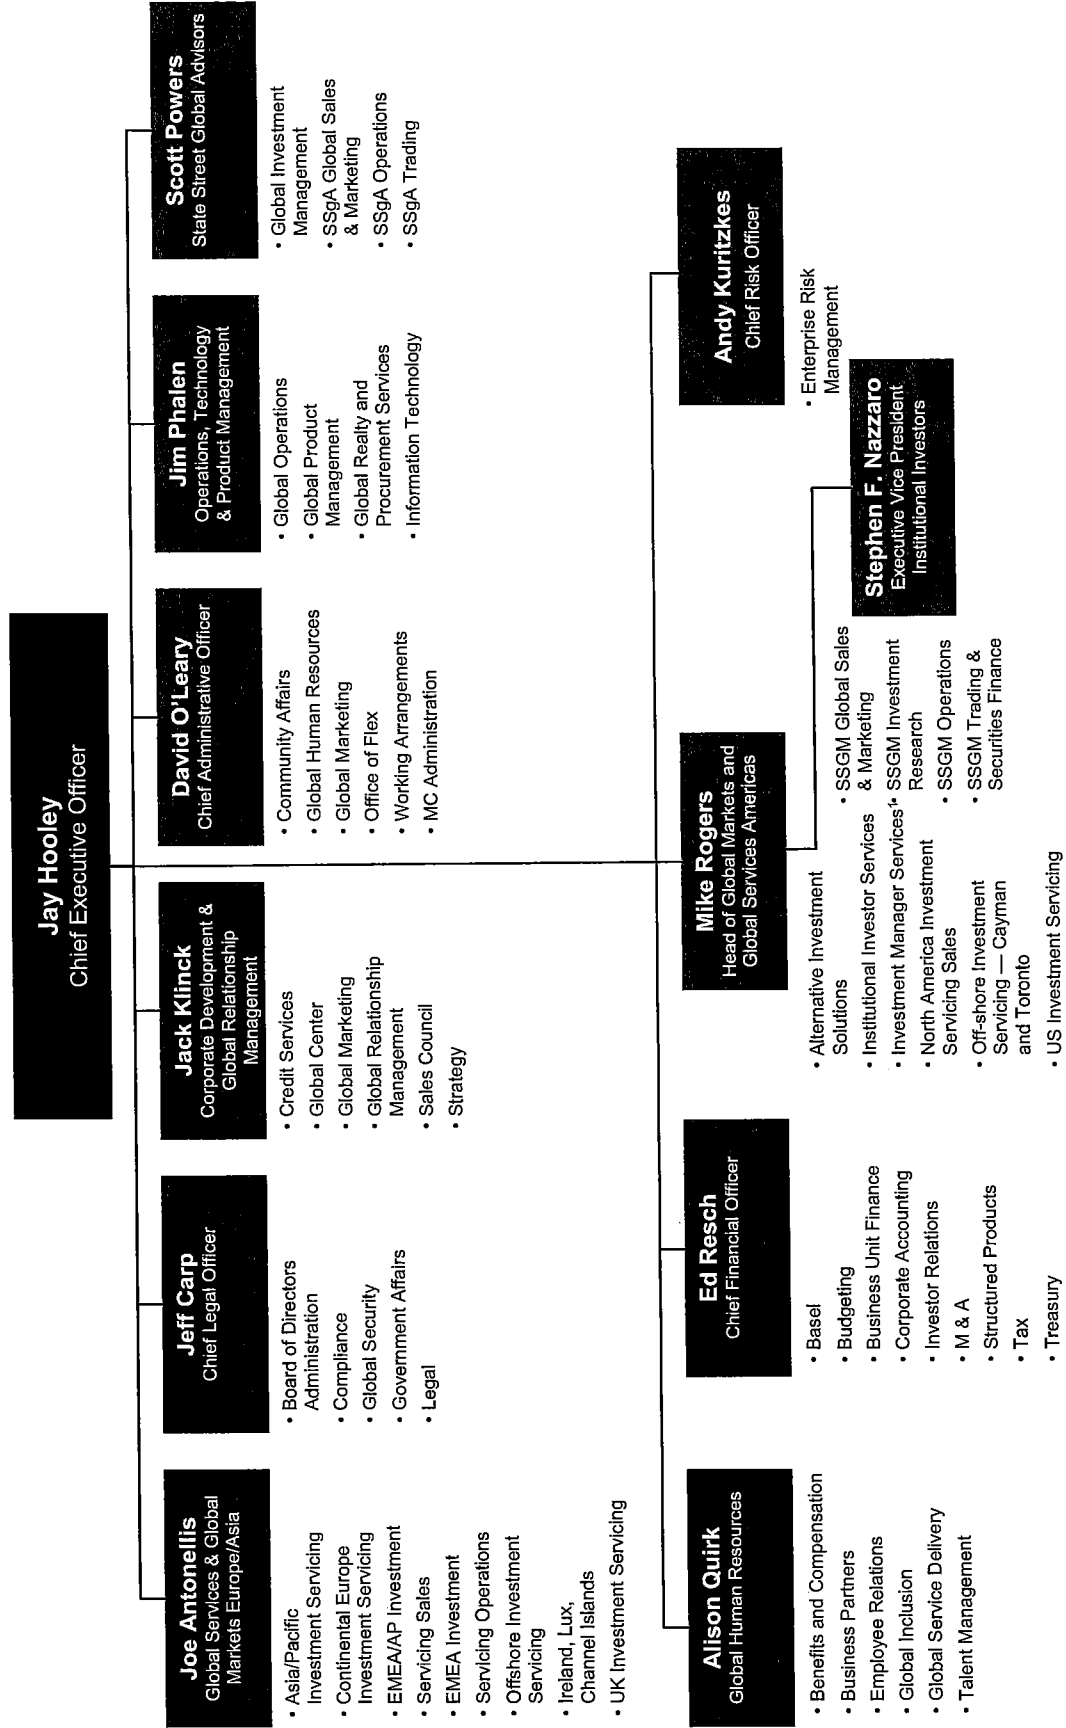 Jay Hooley
Chief Executive Officer
Joe Antonellis
Global Services & Global
Markets Europe/Asia
• Asia/Pacific
Investment Servicing
• Continental Europe
Investment Servicing
• EMEA/AP Investment
• Servicing Sales
• EMEA Investment
• Servicing Operations
• Offshore Investment
Servicing
• Ireland, Lux,
Channel Islands
• UK Investment Servicing
Jeff Carp
Chief Legal Officer
• Board of Directors
Administration
• Compliance
• Global Security
• Government Affairs
• Legal
Jack Klinck
Corporate Development &
Global Relationship
Management
• Credit Services
• Global Center
• Global Marketing
• Global Relationship
Management
• Sales Council
• Strategy
David O'Leary
Chief Administrative Officer
• Community Affairs
• Global Human Resources
• Global Marketing
• Office of Flex
• Working Arrangements
• MC Administration
Jim Phalen
Operations, Technology
& Product Management
• Global Operations
• Global Product
Management
• Global Realty and
Procurement Services
• Information Technology
Scott Powers
State Street Global Advisors
• Global Investment
Management
• SSgA Global Sales
& Marketing
• SSgA Operations
• SSgA Trading
Alison Quirk
Global Human Resources
• Benefits and Compensation
• Business Partners
• Employee Relations
• Global Inclusion
• Global Service Delivery
• Talent Management
Ed Resch
Chief Financial Officer
• Basel
• Budgeting
• Business Unit Finance
• Corporate Accounting
• Investor Relations
• M & A
• Structured Products
• Tax
• Treasury
Mike Rogers
Head of Global Markets and
Global Services Americas
• Alternative Investment
Solutions
• Institutional Investor Services
• Investment Manager Services¹
• North America Investment
Servicing Sales
• Off-shore Investment
Servicing — Cayman
and Toronto
• US Investment Servicing
• SSGM Global Sales
& Marketing
• SSGM Investment
Research
• SSGM Operations
• SSGM Trading &
Securities Finance
Stephen F. Nazzaro
Executive Vice President
Institutional Investors
Andy Kuritzkes
Chief Risk Officer
• Enterprise Risk
Management